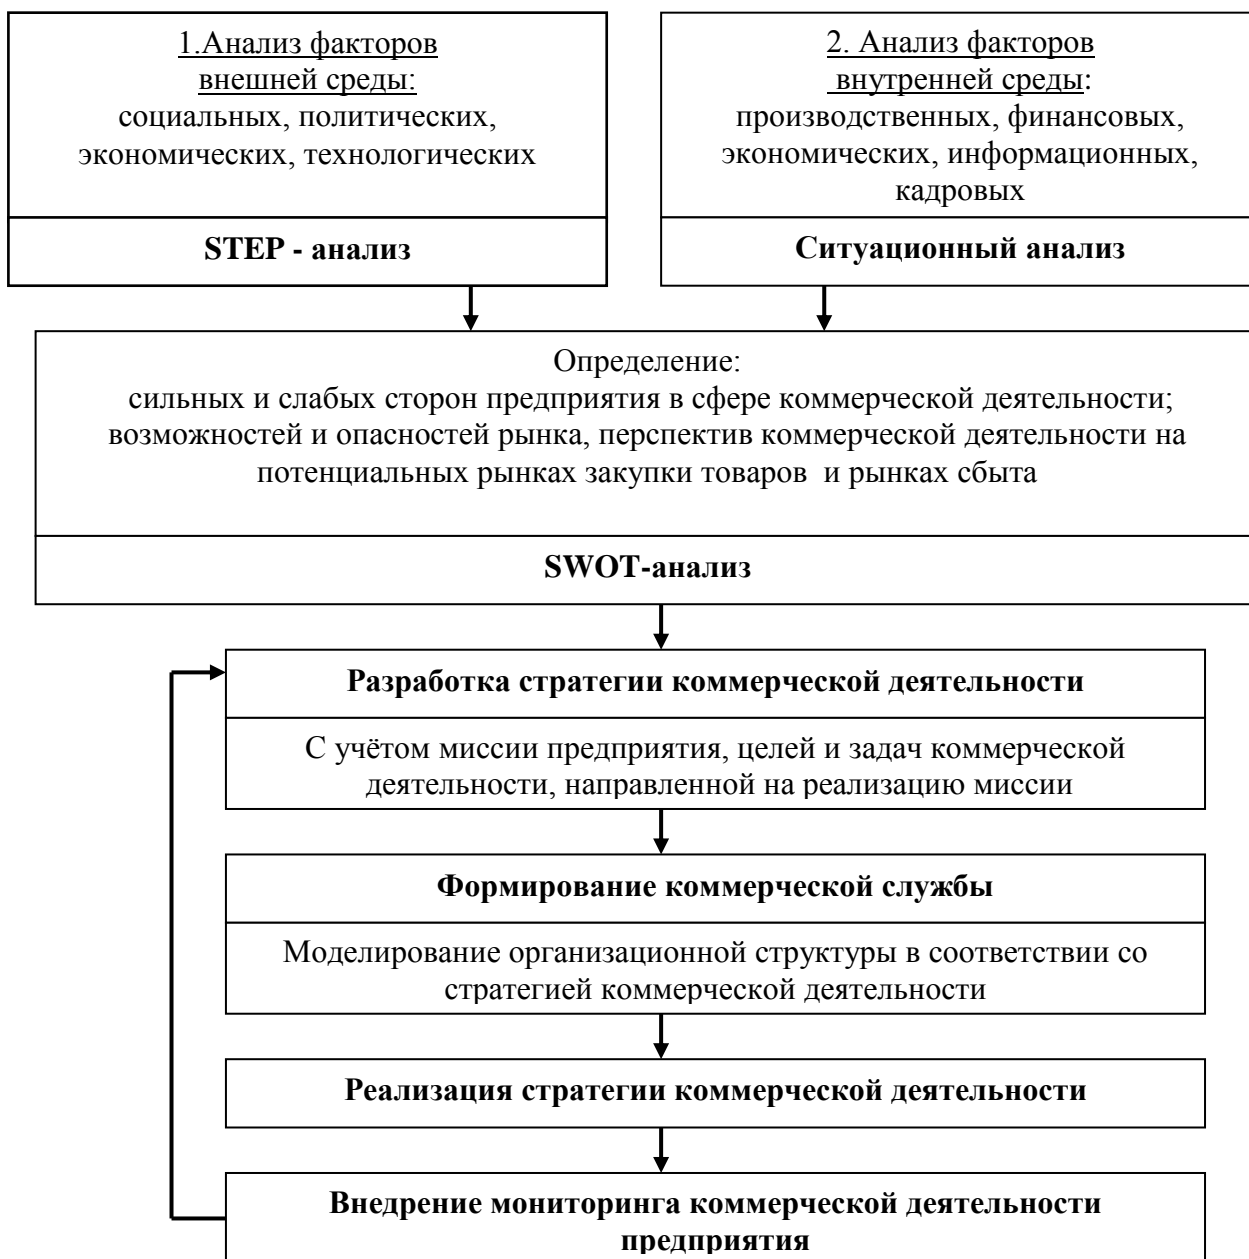 1.Анализ факторов
внешней среды:
социальных, политических,
экономических, технологических
STEP - анализ
2. Анализ факторов
внутренней среды:
производственных, финансовых,
экономических, информационных,
кадровых
Ситуационный анализ
Определение:
сильных и слабых сторон предприятия в сфере коммерческой деятельности;
возможностей и опасностей рынка, перспектив коммерческой деятельности на
потенциальных рынках закупки товаров и рынках сбыта
SWOT-анализ
Разработка стратегии коммерческой деятельности
С учётом миссии предприятия, целей и задач коммерческой
деятельности, направленной на реализацию миссии
Формирование коммерческой службы
Моделирование организационной структуры в соответствии со
стратегией коммерческой деятельности
Реализация стратегии коммерческой деятельности
Внедрение мониторинга коммерческой деятельности
предприятия